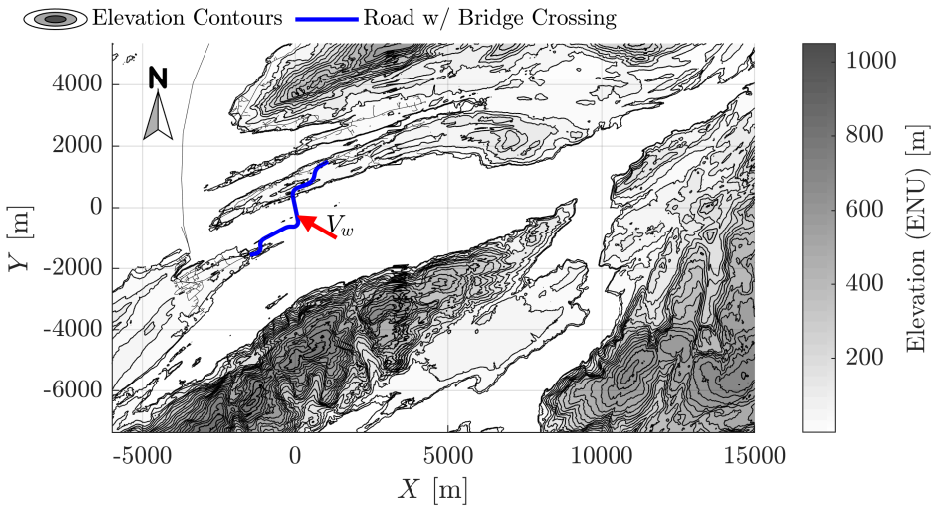 Elevation Contours Road w/ Bridge Crossing
N
4000
2000
0
-2000
-4000
-6000
Y [m]
V_w
-5000 0 5000 10000 15000
X [m]
1000
800
600
400
200
Elevation (ENU) [m]